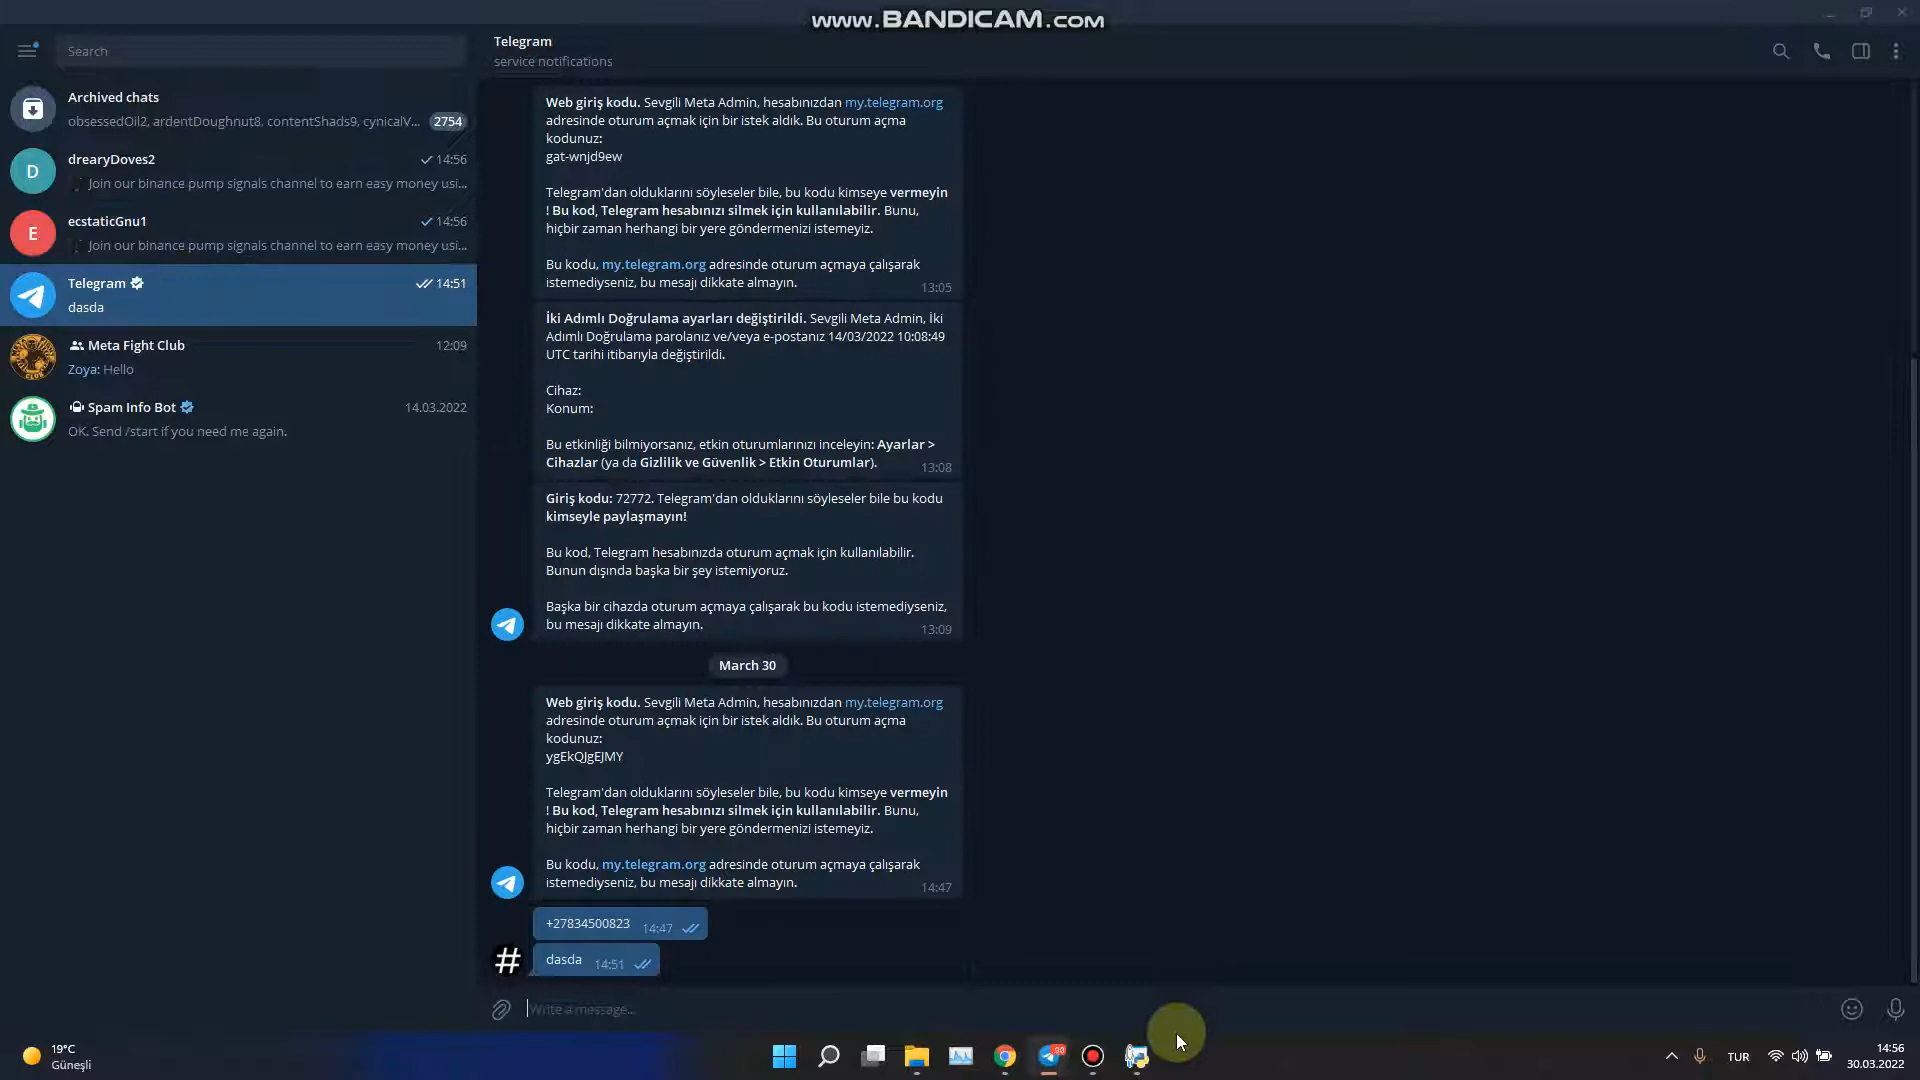 www.BANDICAM.com
Search
Archived chats
obsessedOil2, ardentDoughnut8, contentShads9, cynicalV... 2754
D
drearyDoves2 14:56
Join our binance pump signals channel to earn easy money usi...
E
ecstaticGnu1 14:56
Join our binance pump signals channel to earn easy money usi...
Telegram 14:51
dasda
Meta Fight Club 12:09
Zoya: Hello
Spam Info Bot 14.03.2022
OK. Send /start if you need me again.
Telegram
service notifications
Web giriş kodu. Sevgili Meta Admin, hesabınızdan my.telegram.org
adresinde oturum açmak için bir istek aldık. Bu oturum açma
kodunuz:
gat-wnjd9ew
Telegram'dan olduklarını söyleseler bile, bu kodu kimseye vermeyin
! Bu kod, Telegram hesabınızı silmek için kullanılabilir. Bunu,
hiçbir zaman herhangi bir yere göndermenizi istemeyiz.
Bu kodu, my.telegram.org adresinde oturum açmaya çalışarak
istemediyseniz, bu mesajı dikkate almayın. 13:05
İki Adımlı Doğrulama ayarları değiştirildi. Sevgili Meta Admin, İki
Adımlı Doğrulama parolanız ve/veya e-postanız 14/03/2022 10:08:49
UTC tarihi itibarıyla değiştirildi.
Cihaz:
Konum:
Bu etkinliği bilmiyorsanız, etkin oturumlarınızı inceleyin: Ayarlar >
Cihazlar (ya da Gizlilik ve Güvenlik > Etkin Oturumlar). 13:08
Giriş kodu: 72772. Telegram'dan olduklarını söyleseler bile bu kodu
kimseyle paylaşmayın!
Bu kod, Telegram hesabınızda oturum açmak için kullanılabilir.
Bunun dışında başka bir şey istemiyoruz.
Başka bir cihazda oturum açmaya çalışarak bu kodu istemediyseniz,
bu mesajı dikkate almayın. 13:09
March 30
Web giriş kodu. Sevgili Meta Admin, hesabınızdan my.telegram.org
adresinde oturum açmak için bir istek aldık. Bu oturum açma
kodunuz:
ygEkQJgEJMY
Telegram'dan olduklarını söyleseler bile, bu kodu kimseye vermeyin
! Bu kod, Telegram hesabınızı silmek için kullanılabilir. Bunu,
hiçbir zaman herhangi bir yere göndermenizi istemeyiz.
Bu kodu, my.telegram.org adresinde oturum açmaya çalışarak
istemediyseniz, bu mesajı dikkate almayın. 14:47
+27834500823 14:47
# dasda 14:51
Write a message...
19°C
Güneşli
TUR
14:56
30.03.2022